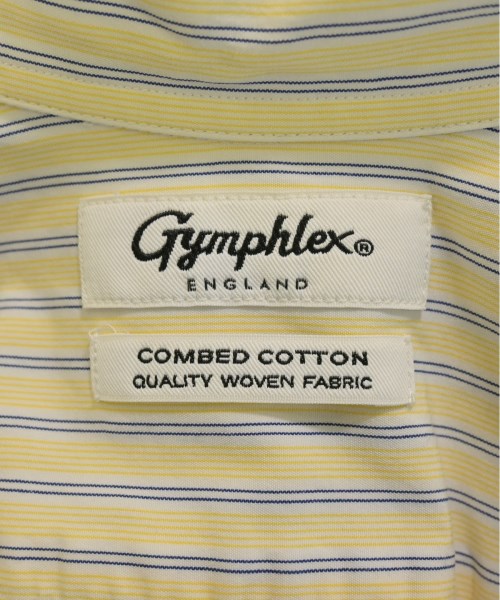 Gymphlex®
ENGLAND
COMBED COTTON
QUALITY WOVEN FABRIC